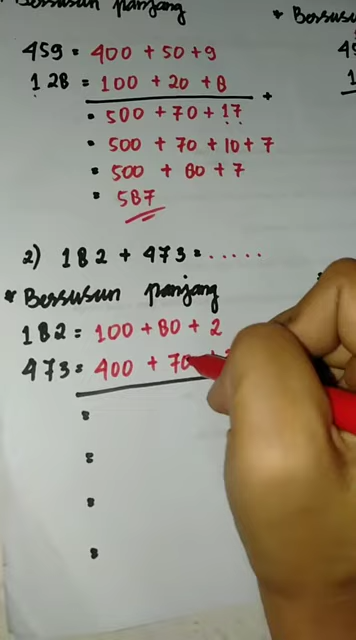 Bersusun panjang
* Bersusun
459 = 400 + 50 + 9
128 = 100 + 20 + 8
+
= 500 + 70 + 17
= 500 + 70 + 10 + 7
= 500 + 80 + 7
= 587
2) 182 + 473 = ......
* Bersusun panjang
182 = 100 + 80 + 2
473 = 400 + 70
=
=
=
=